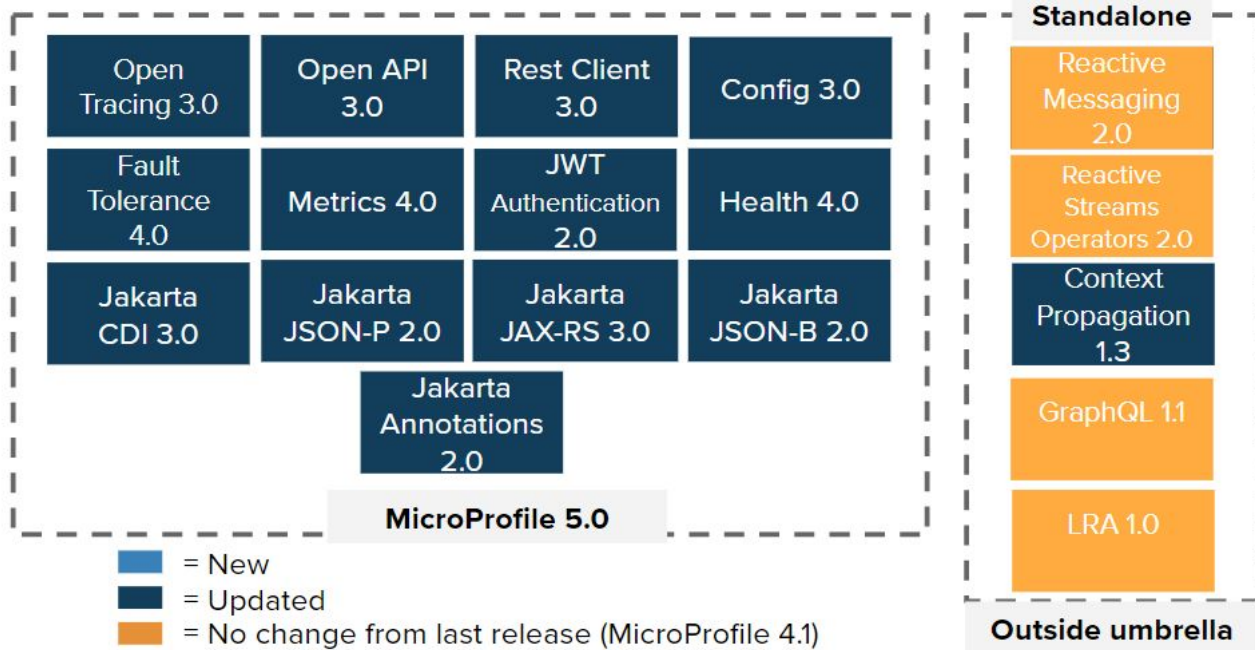 Open
Tracing 3.0
Open API
3.0
Rest Client
3.0
Config 3.0
Fault
Tolerance
4.0
Metrics 4.0
JWT
Authentication
2.0
Health 4.0
Jakarta
CDI 3.0
Jakarta
JSON-P 2.0
Jakarta
JAX-RS 3.0
Jakarta
JSON-B 2.0
Jakarta
Annotations
2.0
MicroProfile 5.0
= New
= Updated
= No change from last release (MicroProfile 4.1)
Standalone
Reactive
Messaging
2.0
Reactive
Streams
Operators 2.0
Context
Propagation
1.3
GraphQL 1.1
LRA 1.0
Outside umbrella